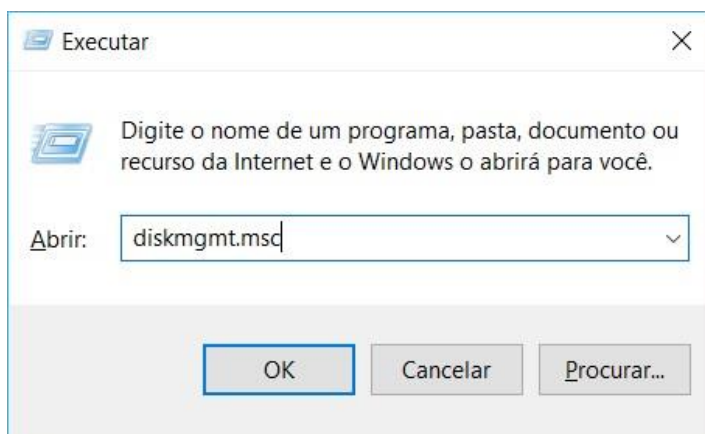 Executar
Digite o nome de um programa, pasta, documento ou
recurso da Internet e o Windows o abrirá para você.
Abrir: diskmgmt.msc
OK Cancelar Procurar...